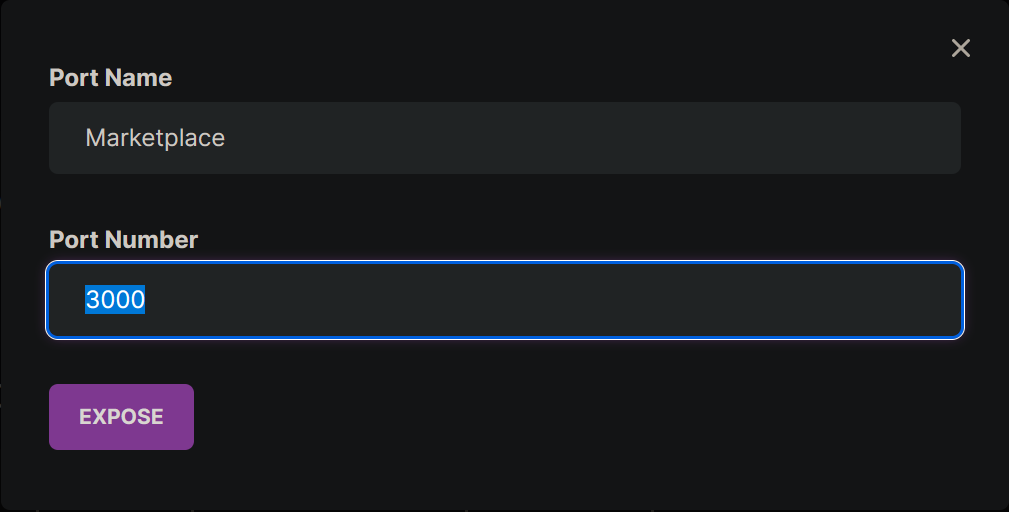 Port Name
Marketplace
Port Number
3000
EXPOSE